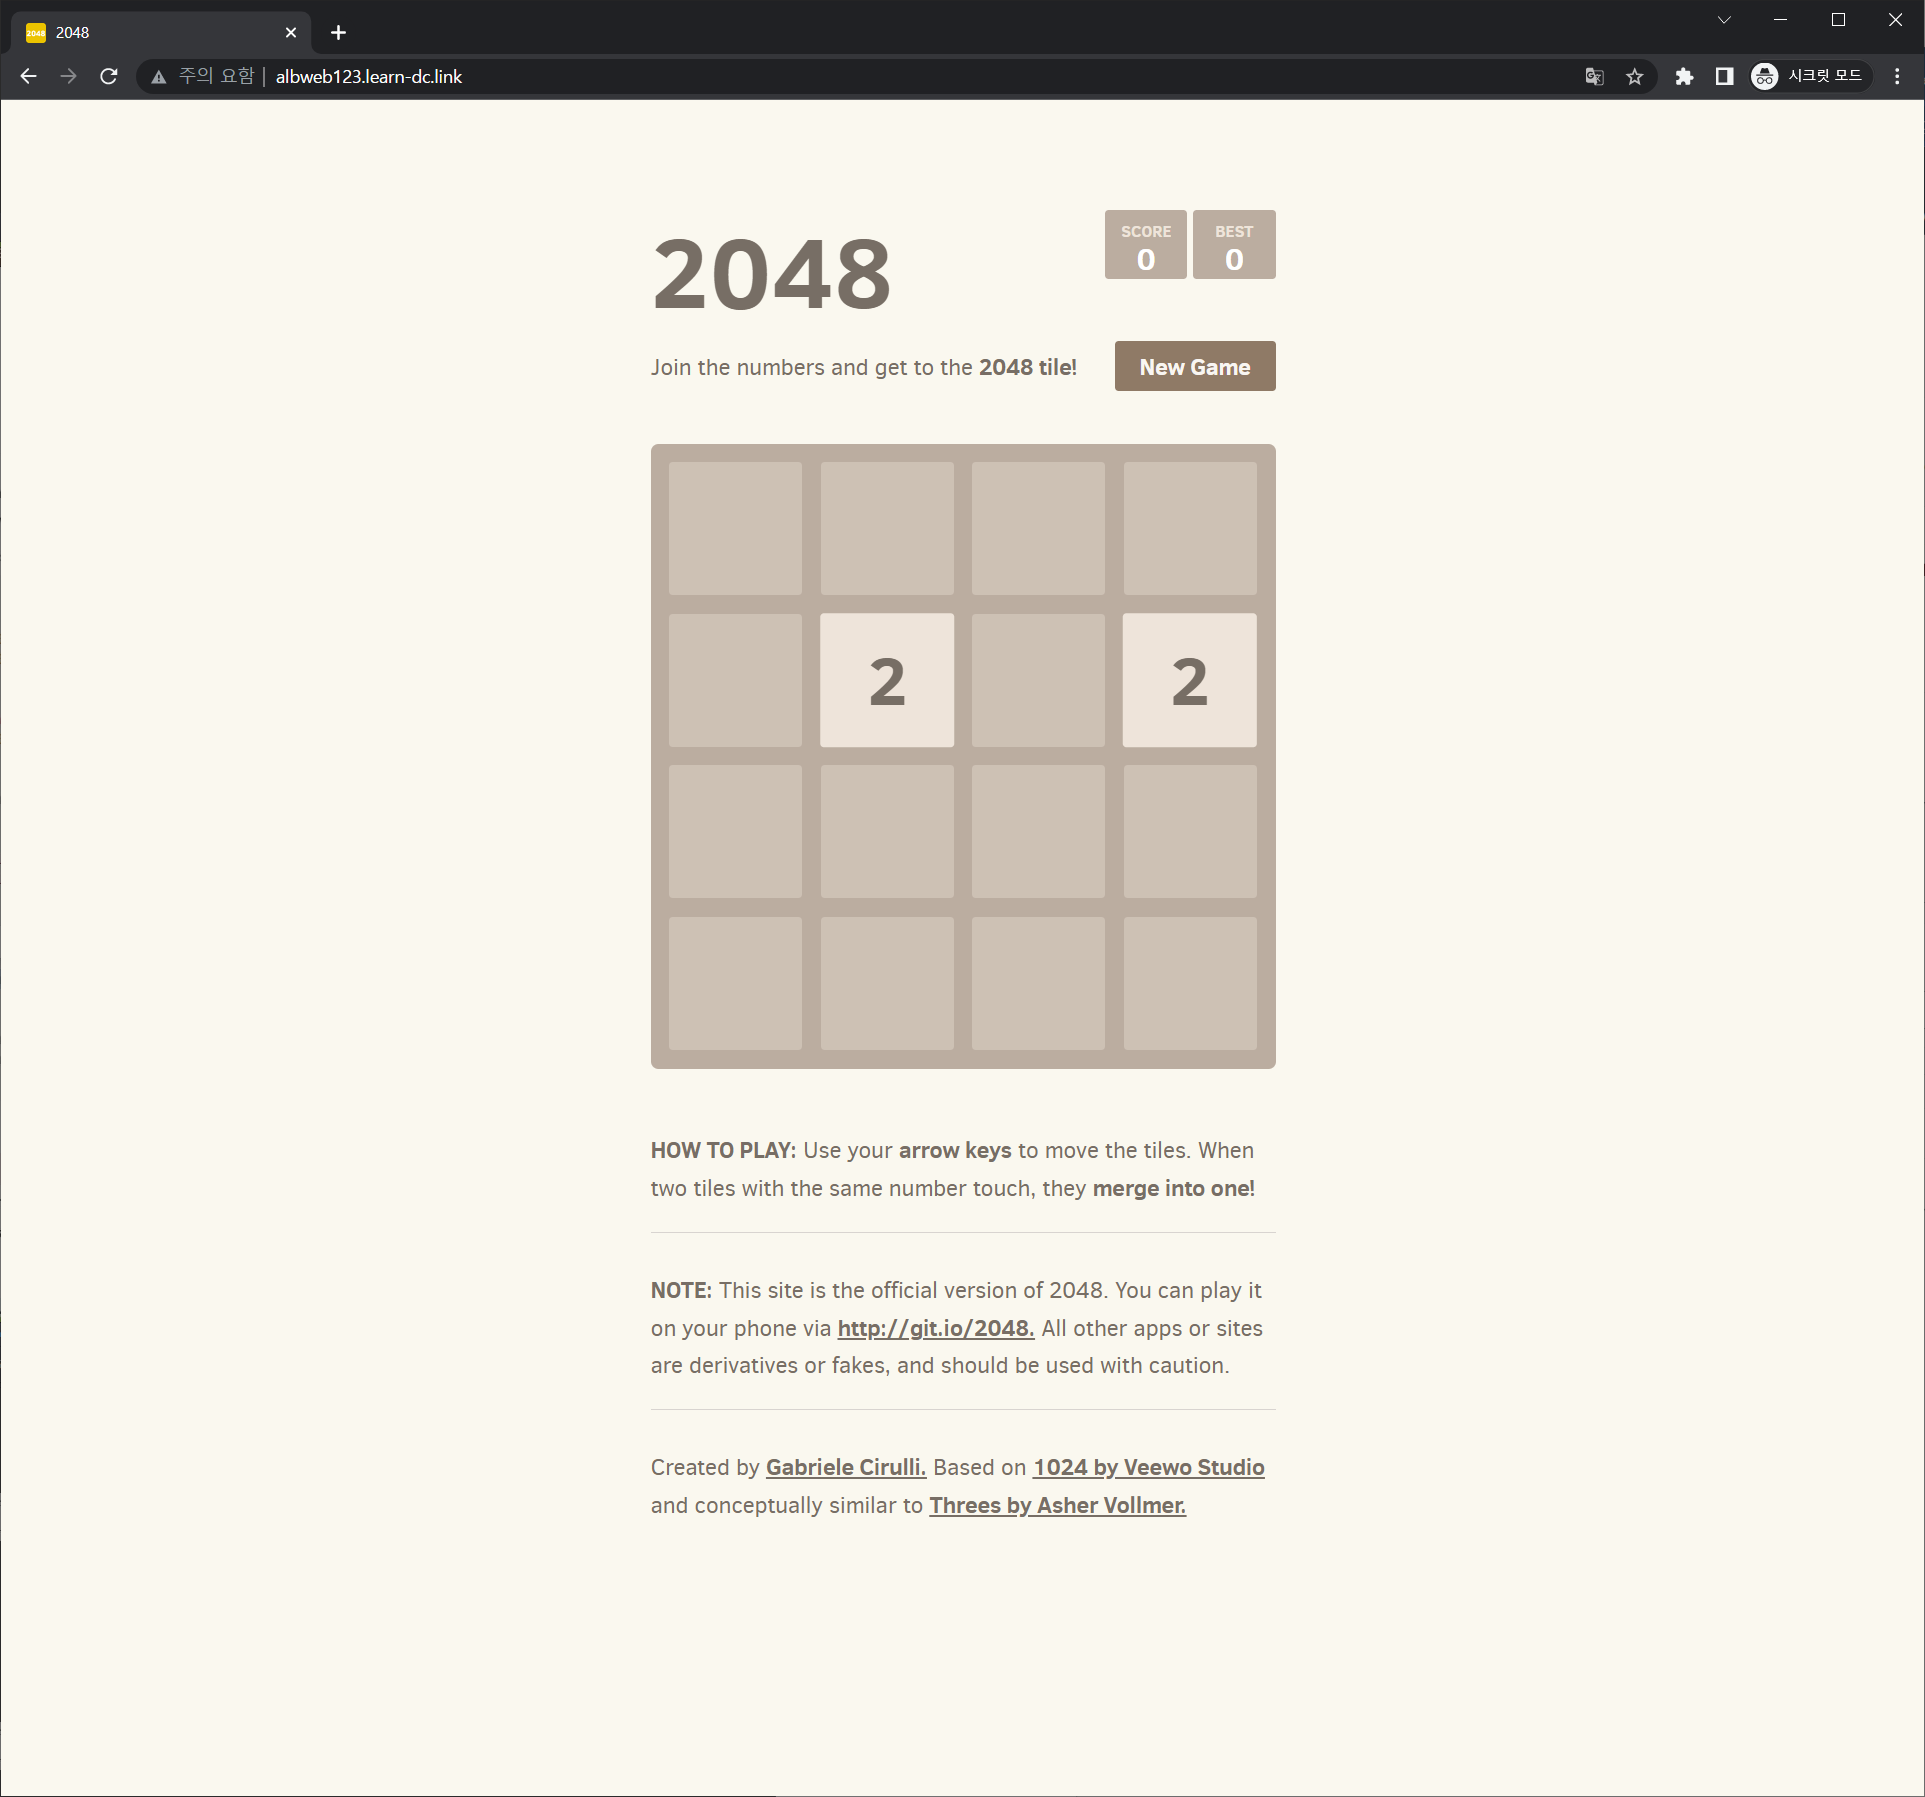 2048
2048
주의 요함 | albweb123.learn-dc.link
시크릿 모드
2048
SCORE
0
BEST
0
Join the numbers and get to the 2048 tile!
New Game
2 2
HOW TO PLAY: Use your arrow keys to move the tiles. When
two tiles with the same number touch, they merge into one!
NOTE: This site is the official version of 2048. You can play it
on your phone via http://git.io/2048. All other apps or sites
are derivatives or fakes, and should be used with caution.
Created by Gabriele Cirulli. Based on 1024 by Veewo Studio
and conceptually similar to Threes by Asher Vollmer.